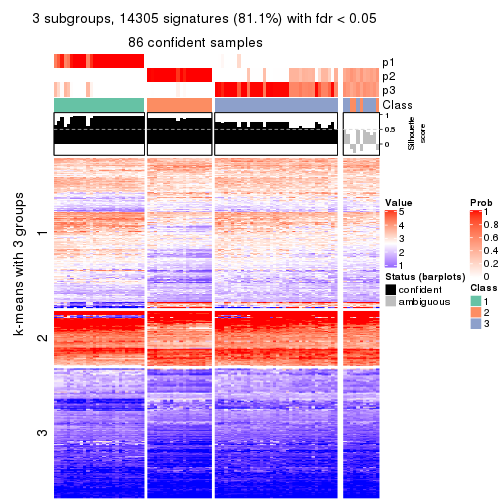 3 subgroups, 14305 signatures (81.1%) with fdr < 0.05
86 confident samples
p1
p2
p3
Class
1
0.5
0
Silhouette
score
k-means with 3 groups
1
2
3
Value
5
4
3
2
1
Status (barplots)
confident
ambiguous
Prob
1
0.8
0.6
0.4
0.2
0
Class
1
2
3